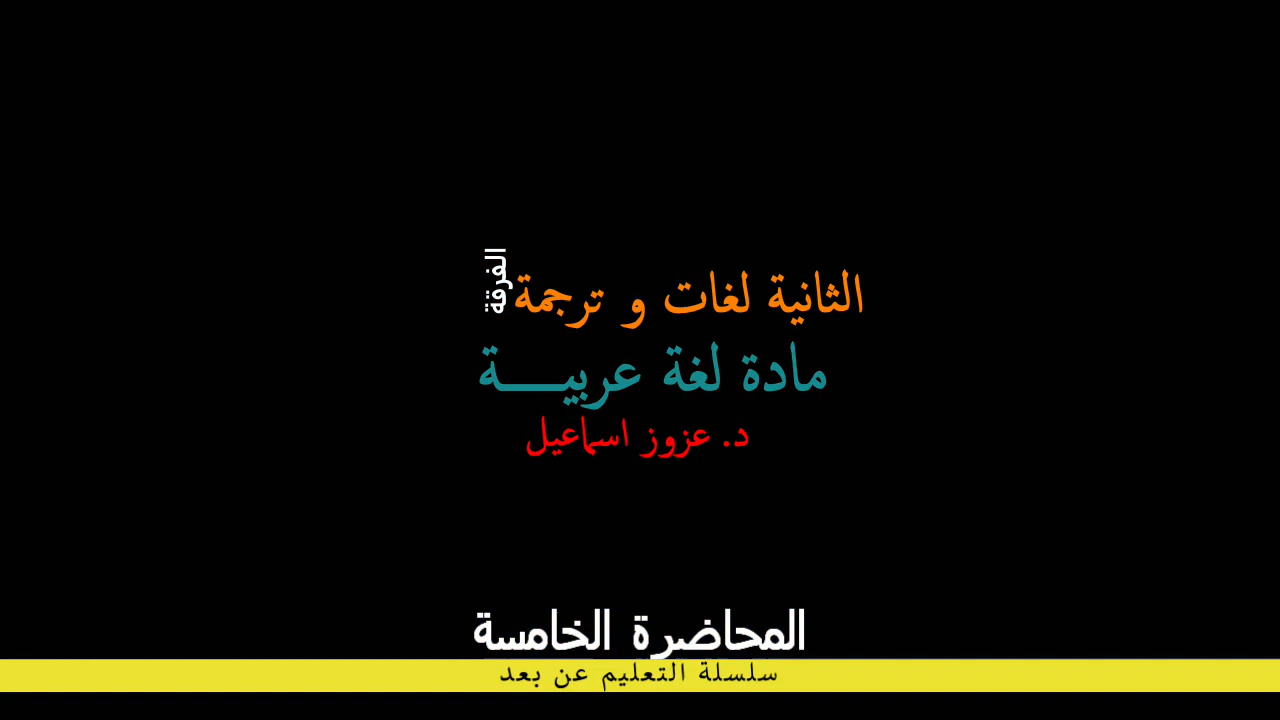 الفرقة
الثانية لغات و ترجمة
مادة لغة عربيـــــة
د. عزوز اسماعيل
المحاضرة الخامسة
سلسلة التعليم عن بعد